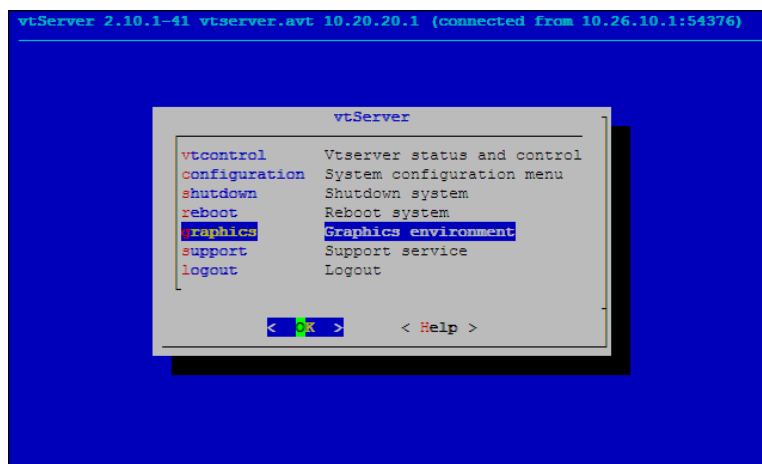 vtServer 2.10.1-41 vtserver.avt 10.20.20.1 (connected from 10.26.10.1:54376)
vtServer
vtcontrol Vtserver status and control
configuration System configuration menu
shutdown Shutdown system
reboot Reboot system
graphics Graphics environment
support Support service
logout Logout
< OK > < Help >